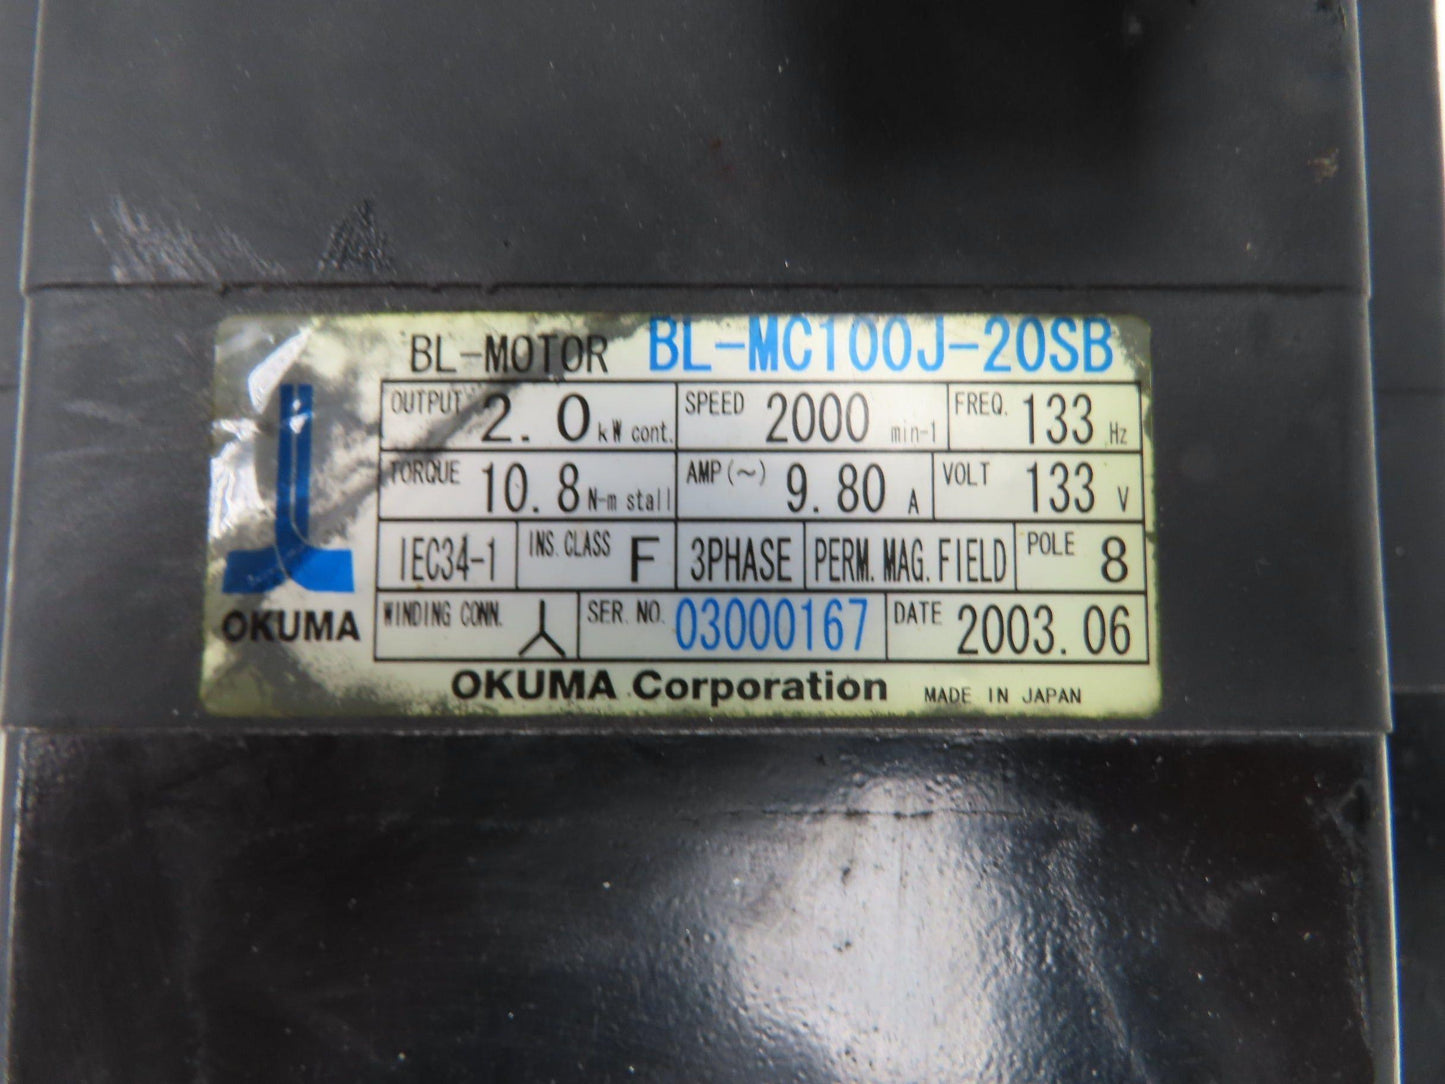 BL-MOTOR BL-MC100J-20SB
OUTPUT 2.0 kW cont. SPEED 2000 min-1 FREQ. 133 Hz
TORQUE 10.8 N-m stall AMP(~) 9.80 A VOLT 133 V
IEC34-1 INS. CLASS F 3PHASE PERM. MAG. FIELD POLE 8
WINDING CONN. SER. NO. 03000167 DATE 2003. 06
OKUMA
OKUMA Corporation MADE IN JAPAN